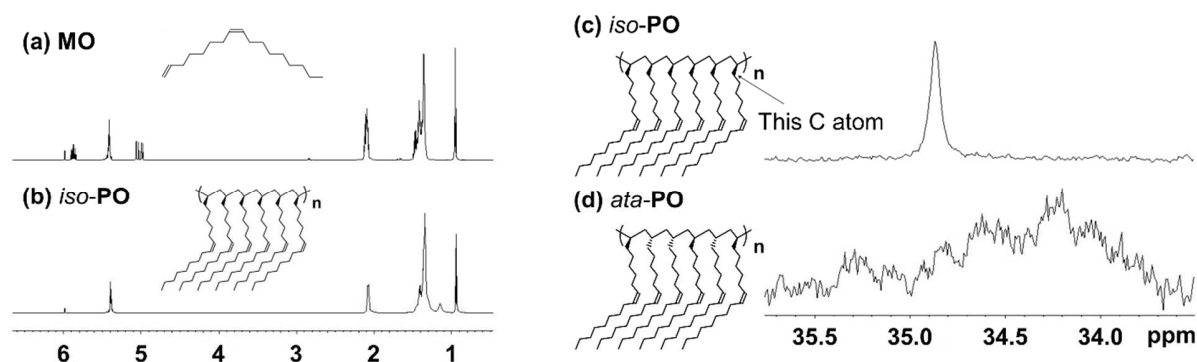 (a) MO
(b) iso-PO
n
6 5 4 3 2 1
(c) iso-PO
n
This C atom
(d) ata-PO
n
35.5 35.0 34.5 34.0 ppm